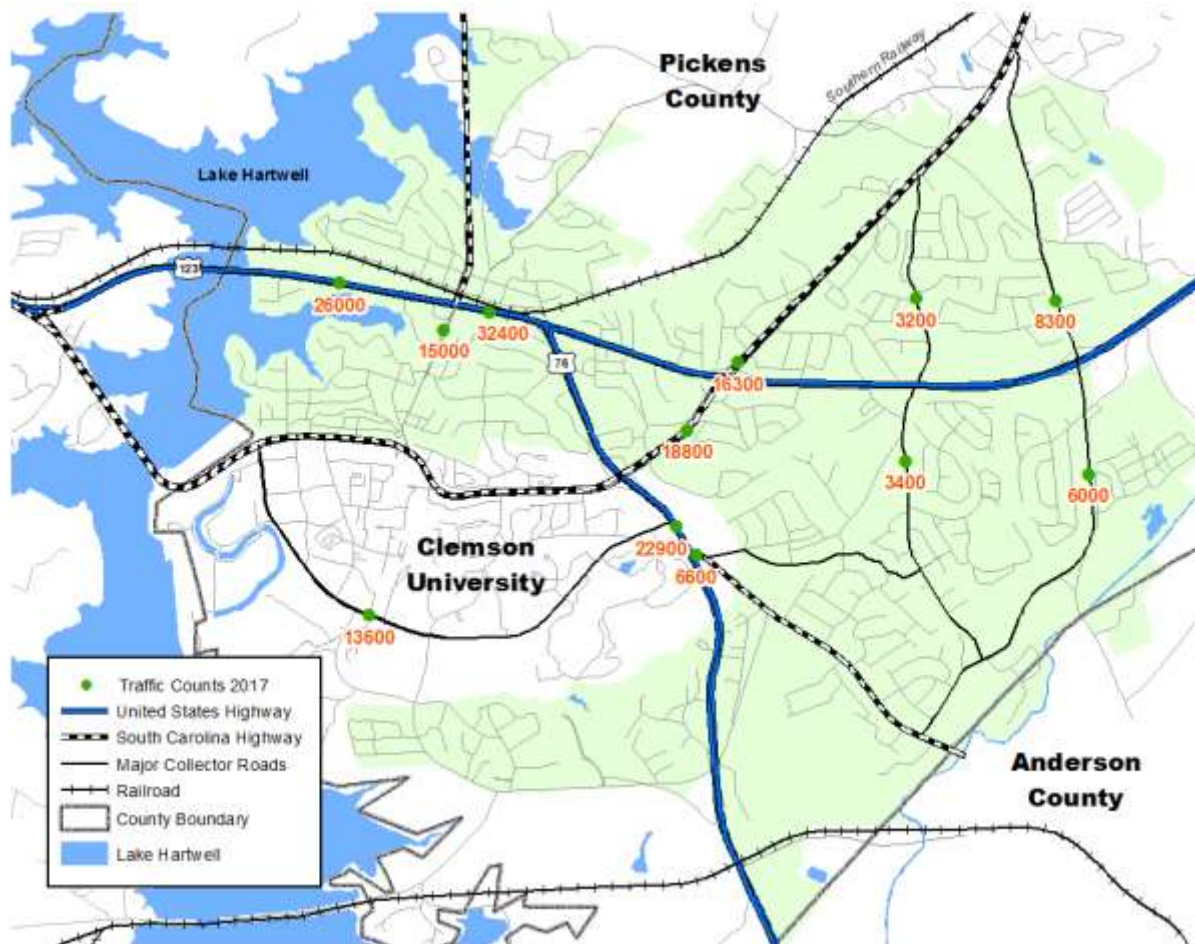 Pickens
County
Southern Railway
Lake Hartwell
123
26000
32400
15000
76
16300
3200
8300
18800
3400
6000
Clemson
University
22900
6600
13600
Traffic Counts 2017
United States Highway
South Carolina Highway
Major Collector Roads
Railroad
County Boundary
Lake Hartwell
Anderson
County